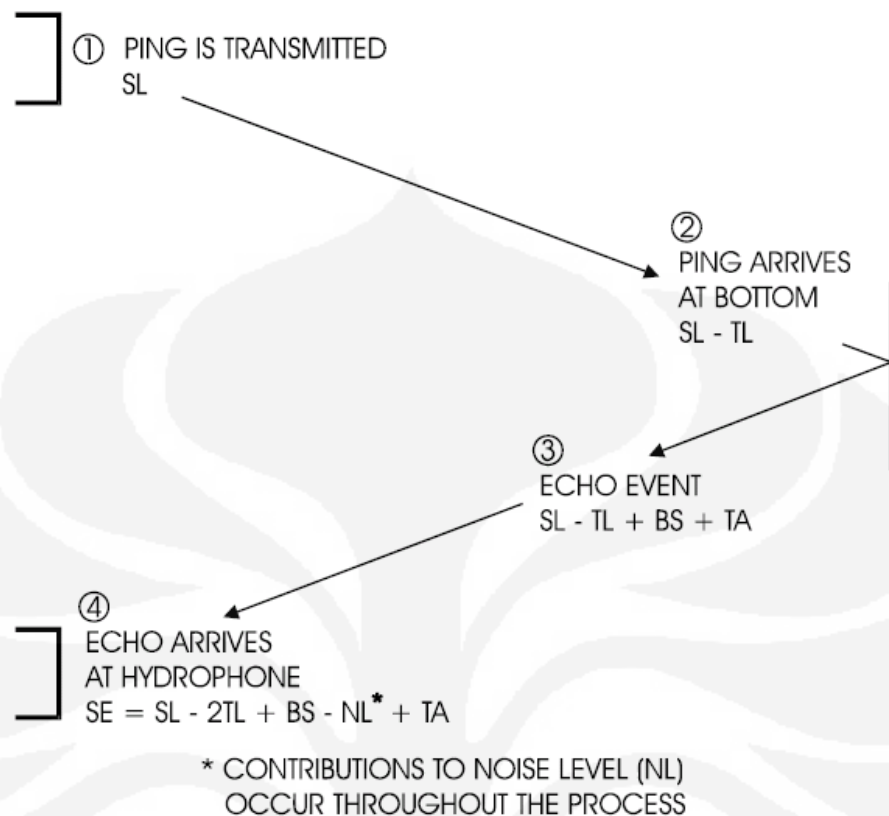 ① PING IS TRANSMITTED
SL
②
PING ARRIVES
AT BOTTOM
SL - TL
③
ECHO EVENT
SL - TL + BS + TA
④
ECHO ARRIVES
AT HYDROPHONE
SE = SL - 2TL + BS - NL* + TA
* CONTRIBUTIONS TO NOISE LEVEL (NL)
OCCUR THROUGHOUT THE PROCESS